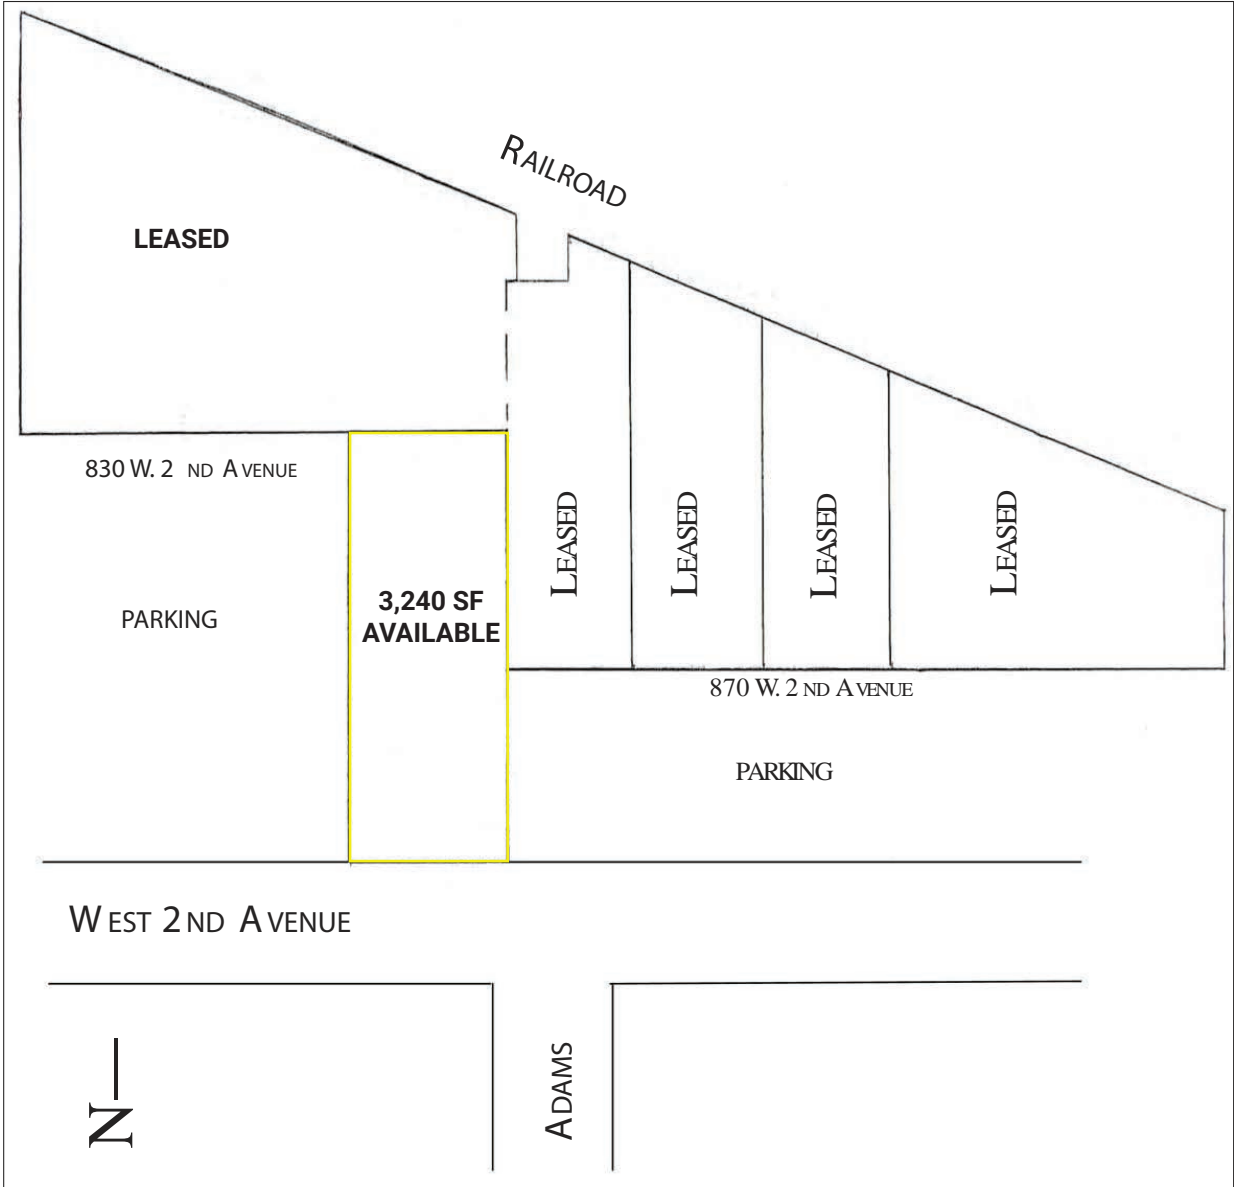 RAILROAD
LEASED
830 W. 2 ND AVENUE
PARKING
3,240 SF
AVAILABLE
LEASED
LEASED
LEASED
LEASED
870 W. 2 ND AVENUE
PARKING
WEST 2ND AVENUE
ADAMS
N